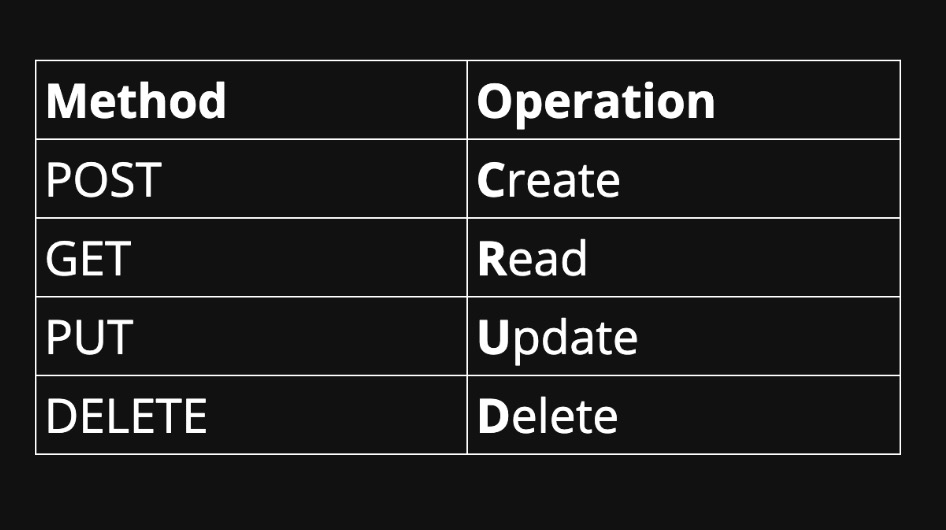 Method Operation
POST Create
GET Read
PUT Update
DELETE Delete